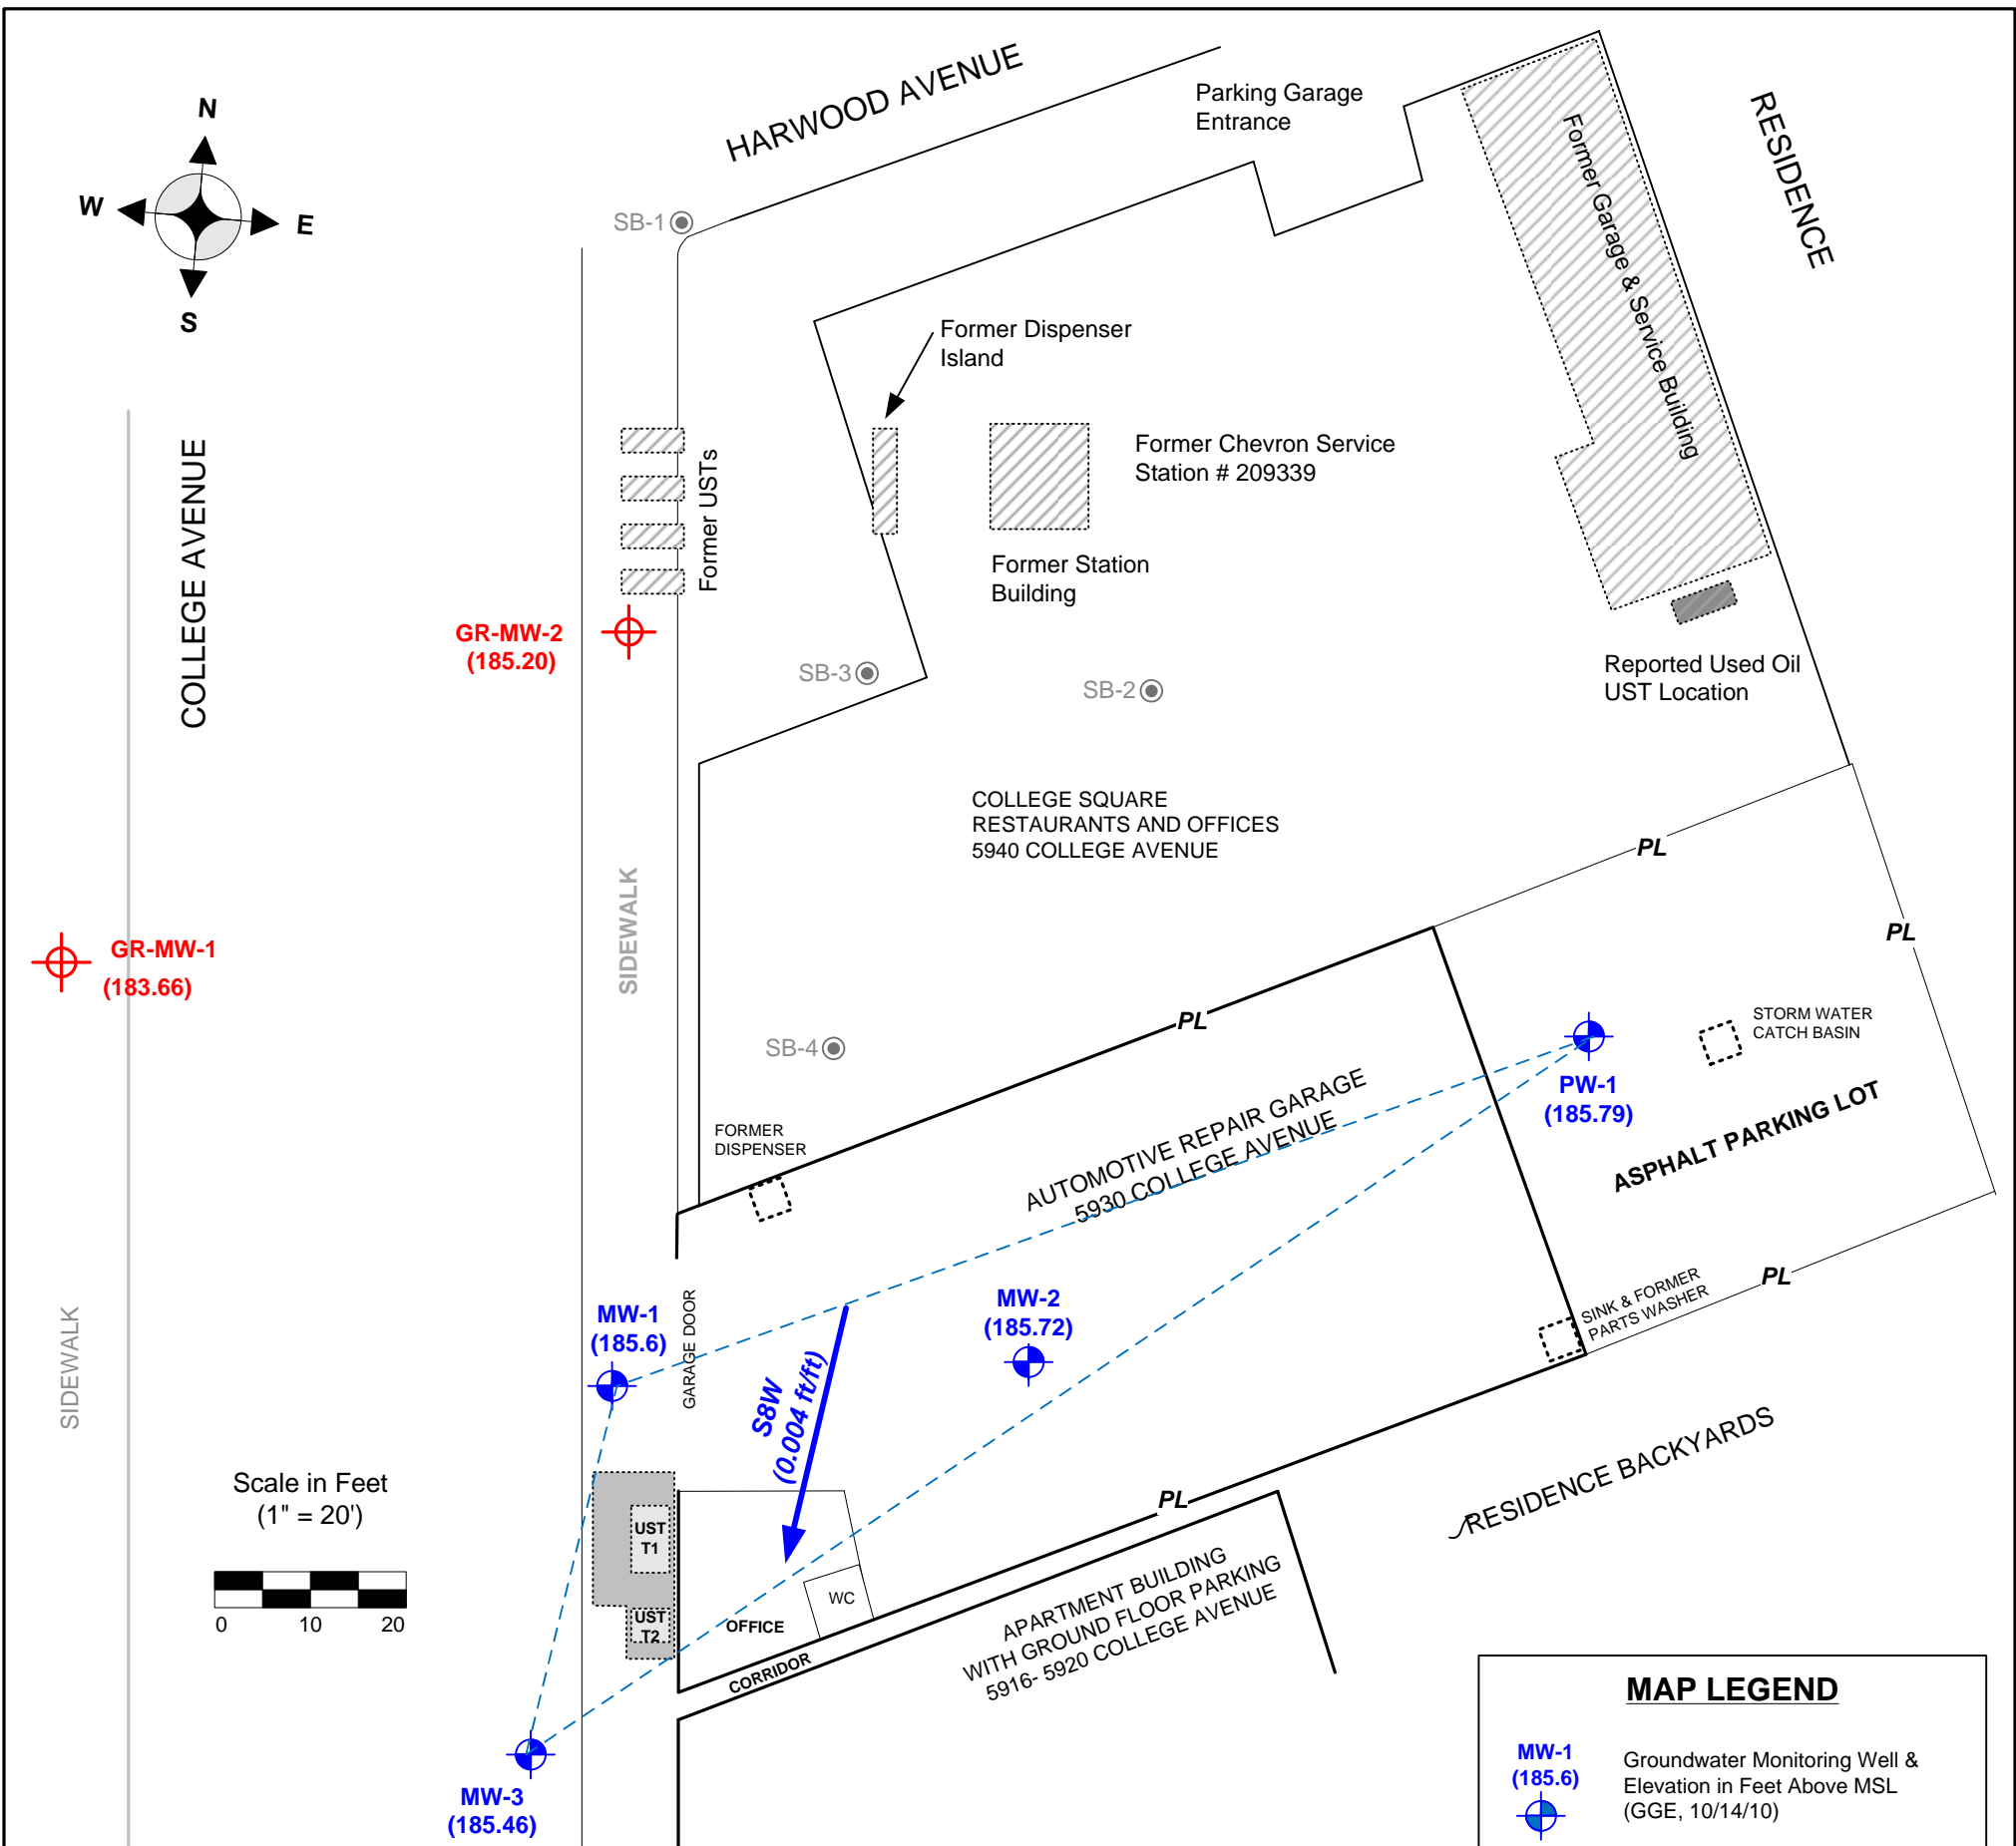 HARWOOD AVENUE
Parking Garage
Entrance
RESIDENCE
N
W
E
S
SB-1
Former Garage & Service Building
Former Dispenser
Island
COLLEGE AVENUE
Former USTs
Former Chevron Service
Station # 209339
Former Station
Building
GR-MW-2
(185.20)
SB-3
SB-2
Reported Used Oil
UST Location
COLLEGE SQUARE
RESTAURANTS AND OFFICES
5940 COLLEGE AVENUE
PL
PL
SIDEWALK
GR-MW-1
(183.66)
PL
SB-4
STORM WATER
CATCH BASIN
PW-1
(185.79)
ASPHALT PARKING LOT
FORMER
DISPENSER
AUTOMOTIVE REPAIR GARAGE
5930 COLLEGE AVENUE
PL
SINK & FORMER
PARTS WASHER
MW-1
(185.6)
GARAGE DOOR
MW-2
(185.72)
SIDEWALK
S8W
(0.004 ft/ft)
RESIDENCE BACKYARDS
Scale in Feet
(1" = 20')
0 10 20
PL
UST
T1
UST
T2
WC
OFFICE
CORRIDOR
APARTMENT BUILDING
WITH GROUND FLOOR PARKING
5916- 5920 COLLEGE AVENUE
MW-3
(185.46)
MAP LEGEND
MW-1
(185.6)
Groundwater Monitoring Well &
Elevation in Feet Above MSL
(GGE, 10/14/10)